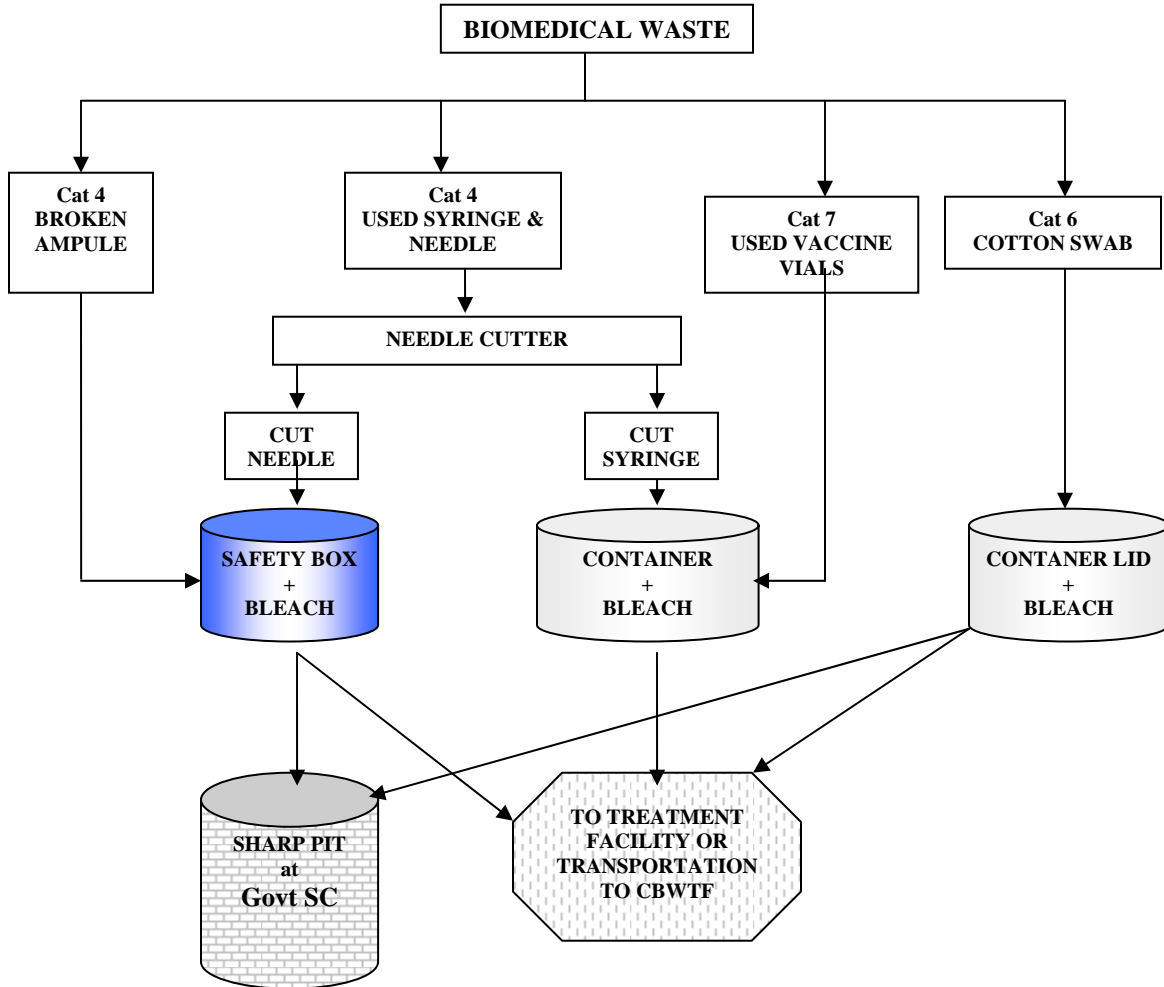 BIOMEDICAL WASTE
Cat 4
BROKEN
AMPULE
Cat 4
USED SYRINGE &
NEEDLE
Cat 7
USED VACCINE
VIALS
Cat 6
COTTON SWAB
NEEDLE CUTTER
CUT
NEEDLE
CUT
SYRINGE
SAFETY BOX
+
BLEACH
CONTAINER
+
BLEACH
CONTANER LID
+
BLEACH
SHARP PIT
at
Govt SC
TO TREATMENT
FACILITY OR
TRANSPORTATION
TO CBWTF